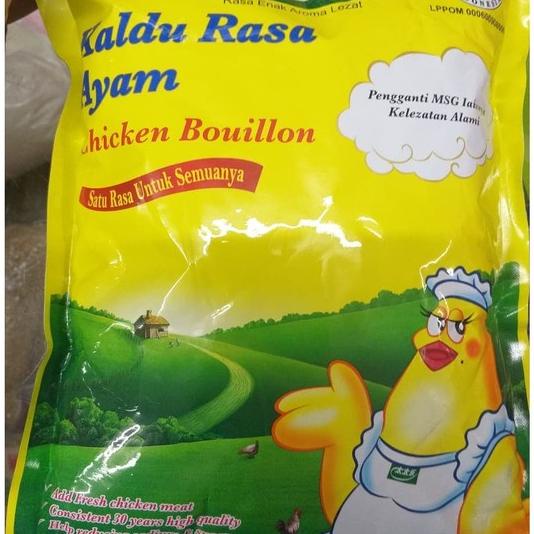 Rasa Enak Aroma Lezat
LPPOM
Kaldu Rasa
Ayam
Chicken Bouillon
Pengganti MSG
Kelezatan Alami
Satu Rasa Untuk Semuanya
Add Fresh chicken meat
Consistent 30 years high quality
Help